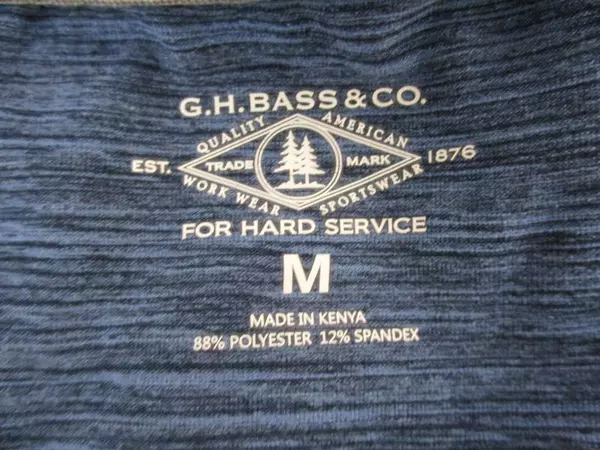 G.H. BASS & CO.
QUALITY AMERICAN
EST. TRADE MARK 1876
WORK WEAR SPORTSWEAR
FOR HARD SERVICE
M
MADE IN KENYA
88% POLYESTER 12% SPANDEX